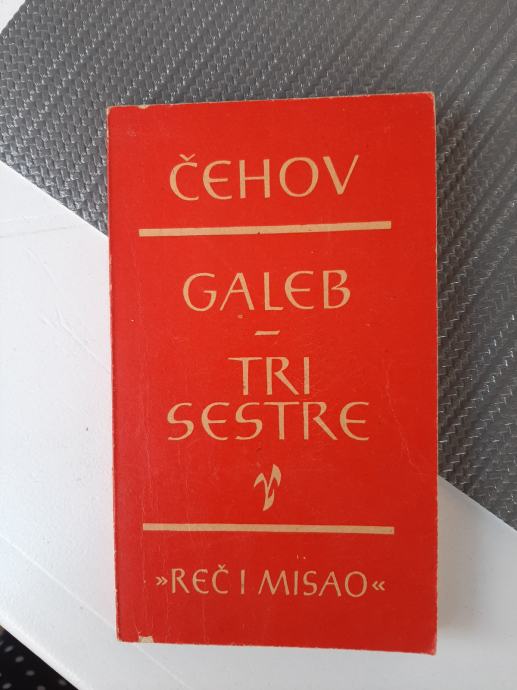 ČEHOV
GALEB
–
TRI
SESTRE
»REČ I MISAO«